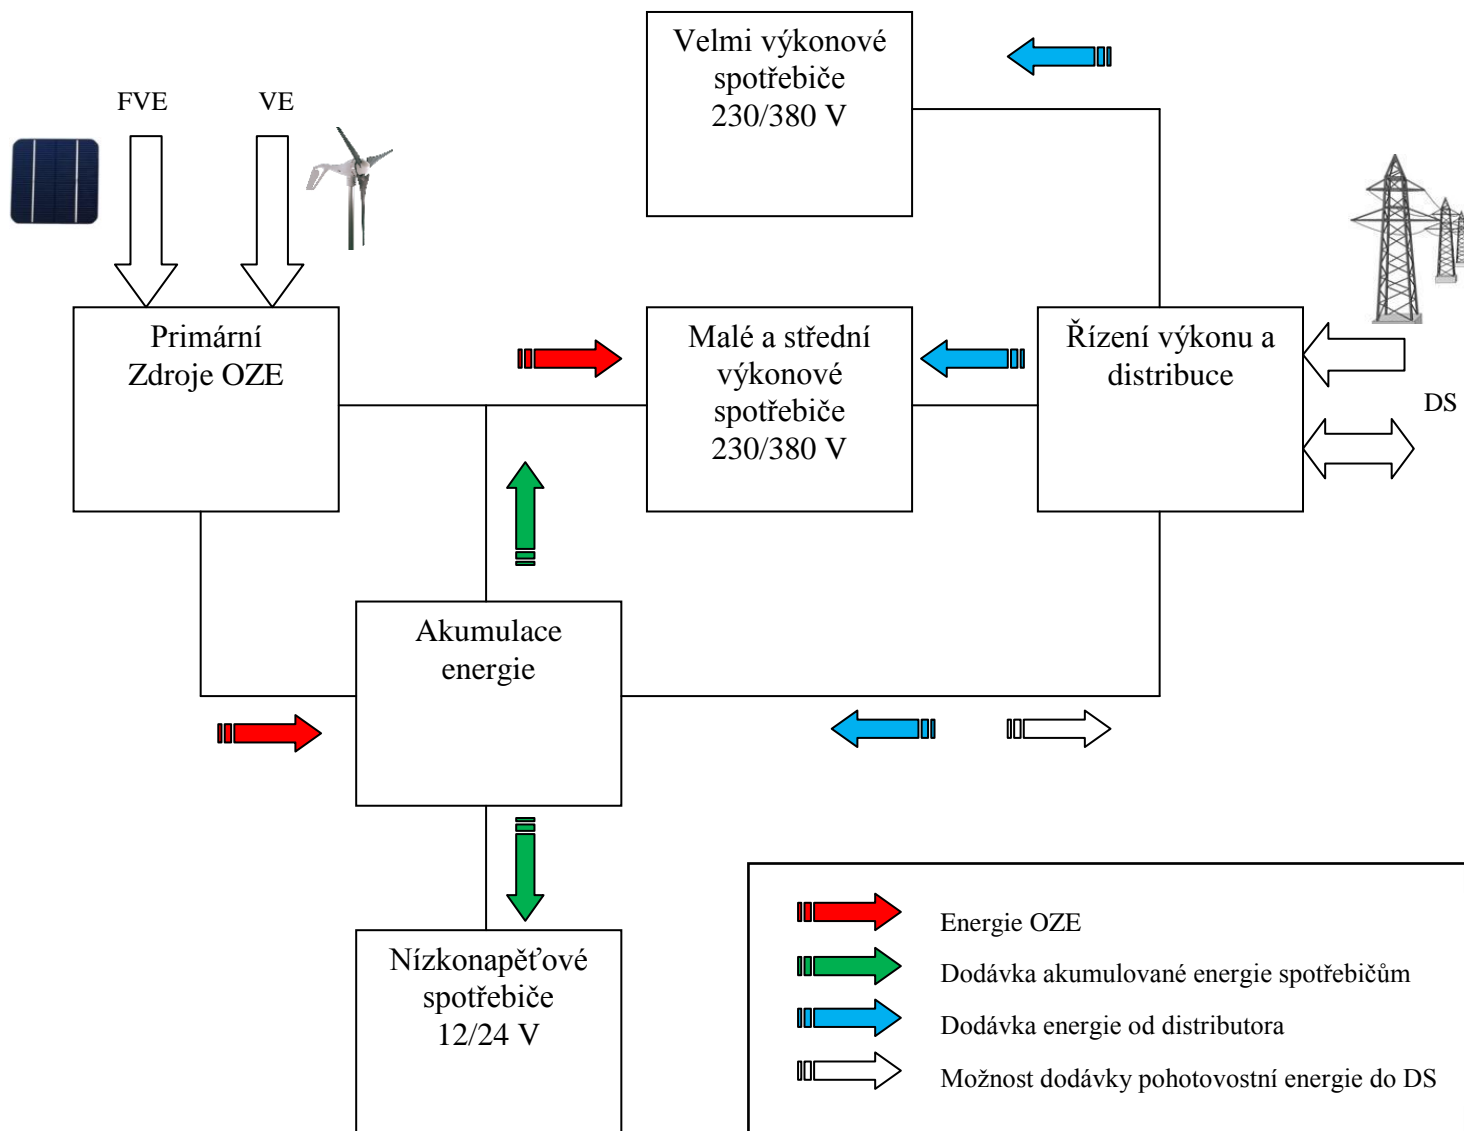 Velmi výkonové
spotřebiče
230/380 V
FVE
VE
Primární
Zdroje OZE
Malé a střední
výkonové
spotřebiče
230/380 V
Řízení výkonu a
distribuce
DS
Akumulace
energie
Nízkonapěťové
spotřebiče
12/24 V
Energie OZE
Dodávka akumulované energie spotřebičům
Dodávka energie od distributora
Možnost dodávky pohotovostní energie do DS